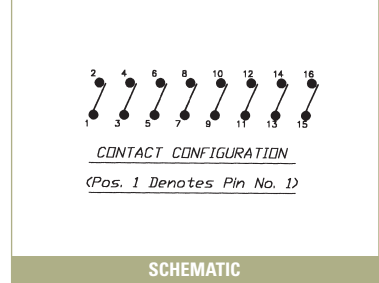 2 4 6 8 10 12 14 16
1 3 5 7 9 11 13 15
CONTACT CONFIGURATION
(Pos. 1 Denotes Pin No. 1)
SCHEMATIC